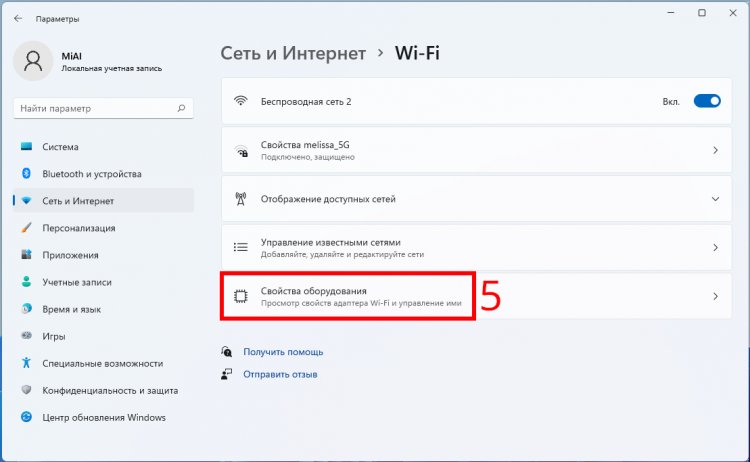 Параметры
MiAI
Локальная учетная запись
Найти параметр
Система
Bluetooth и устройства
Сеть и Интернет
Персонализация
Приложения
Учетные записи
Время и язык
Игры
Специальные возможности
Конфиденциальность и защита
Центр обновления Windows
Сеть и Интернет › Wi-Fi
Беспроводная сеть 2 Вкл.
Свойства melissa_5G
Подключено, защищено
Отображение доступных сетей
Управление известными сетями
Добавляйте, удаляйте и редактируйте сети
Свойства оборудования
Просмотр свойств адаптера Wi-Fi и управление ими
5
Получить помощь
Отправить отзыв